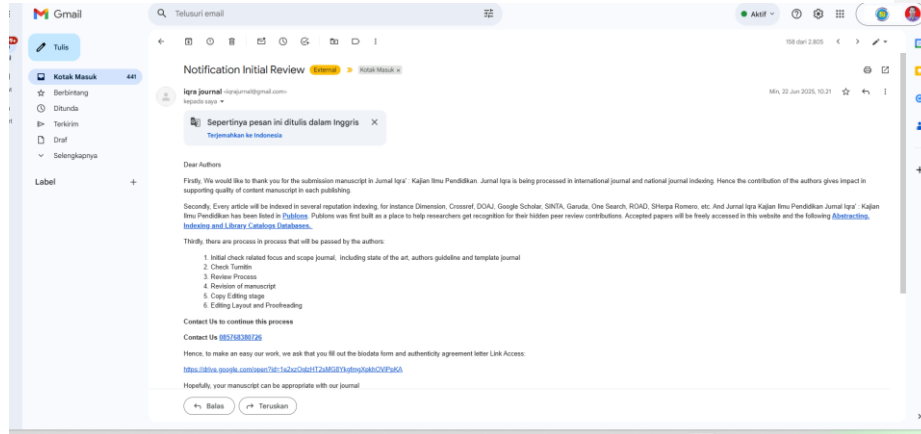 Gmail
Telusuri email
Aktif
Tulis
158 dari 2.805
Kotak Masuk 441
Berbintang
Ditunda
Terkirim
Draf
Selengkapnya
Label
Notification Initial Review External Kotak Masuk x
iqra journal <iqrajurnal@gmail.com>
Min, 22 Jun 2025, 10.21
kepada saya
Sepertinya pesan ini ditulis dalam Inggris
Terjemahkan ke Indonesia
Dear Authors
Firstly, We would like to thank you for the submission manuscript in Jurnal Iqra' : Kajian Ilmu Pendidikan. Jurnal Iqra is being processed in international journal and national journal indexing. Hence the contribution of the authors gives impact in
supporting quality of content manuscript in each publishing.
Secondly, Every article will be indexed in several reputation indexing, for instance Dimension, Crossref, DOAJ, Google Scholar, SINTA, Garuda, One Search, ROAD, SHerpa Romero, etc. And Jurnal Iqra Kajian Ilmu Pendidikan Jurnal Iqra' : Kajian
Ilmu Pendidikan has been listed in Publons. Publons was first built as a place to help researchers get recognition for their hidden peer review contributions. Accepted papers will be freely accessed in this website and the following Abstracting,
Indexing and Library Catalogs Databases.
Thirdly, there are process in process that will be passed by the authors:
1. Initial check related focus and scope journal, including state of the art, authors guideline and template journal
2. Check Turnitin
3. Review Process
4. Revision of manuscript
5. Copy Editing stage
6. Editing Layout and Proofreading
Contact Us to continue this process
Contact Us 085768380726
Hence, to make an easy our work, we ask that you fill out the biodata form and authenticity agreement letter Link Access:
Hopefully, your manuscript can be appropriate with our journal
Balas
Teruskan